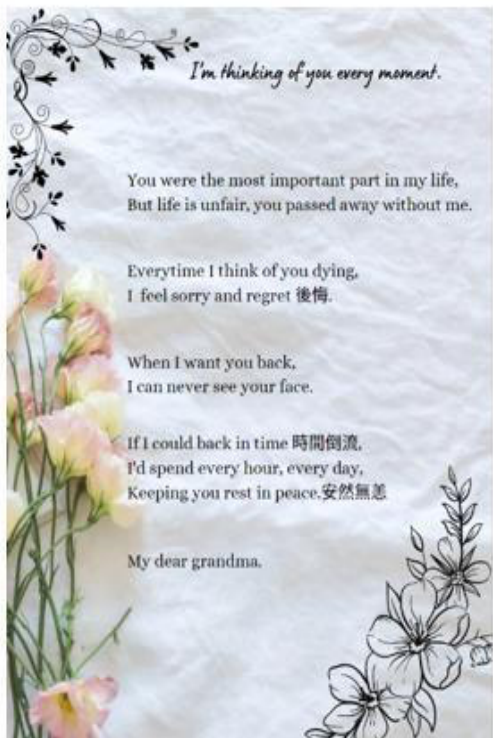 I'm thinking of you every moment.
You were the most important part in my life,
But life is unfair, you passed away without me.
Everytime I think of you dying,
I feel sorry and regret 後悔.
When I want you back,
I can never see your face.
If I could back in time 時間倒流,
I'd spend every hour, every day,
Keeping you rest in peace.安然無恙
My dear grandma.